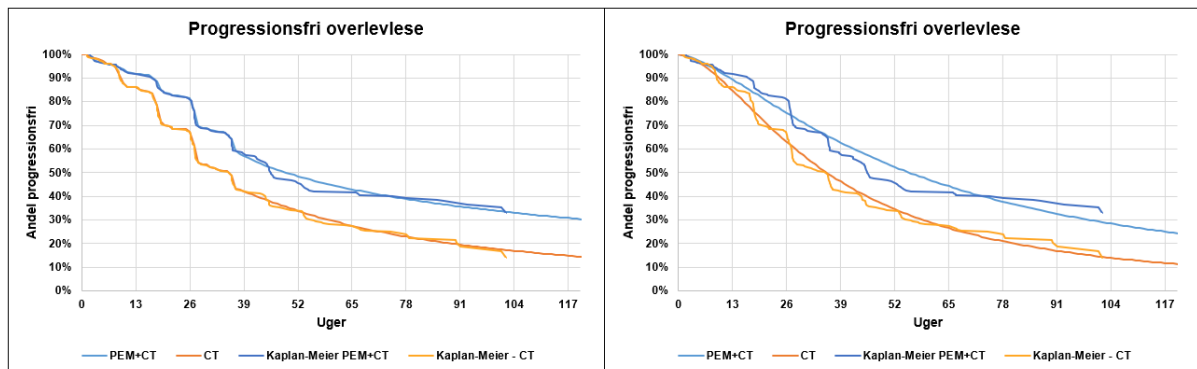 Progressionsfri overlevlese
Andel progressionsfri
100%
90%
80%
70%
60%
50%
40%
30%
20%
10%
0%
0 13 26 39 52 65 78 91 104 117
Uger
PEM+CT CT Kaplan-Meier PEM+CT Kaplan-Meier - CT
Progressionsfri overlevlese
Andel progressionsfri
100%
90%
80%
70%
60%
50%
40%
30%
20%
10%
0%
0 13 26 39 52 65 78 91 104 117
Uger
PEM+CT CT Kaplan-Meier PEM+CT Kaplan-Meier - CT